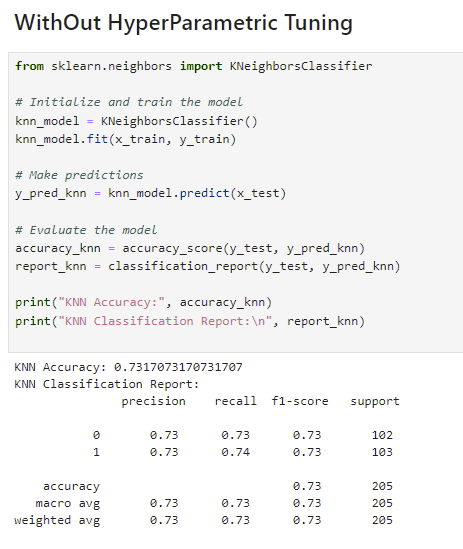 WithOut HyperParametric Tuning
from sklearn.neighbors import KNeighborsClassifier
# Initialize and train the model
knn_model = KNeighborsClassifier()
knn_model.fit(x_train, y_train)
# Make predictions
y_pred_knn = knn_model.predict(x_test)
# Evaluate the model
accuracy_knn = accuracy_score(y_test, y_pred_knn)
report_knn = classification_report(y_test, y_pred_knn)
print("KNN Accuracy:", accuracy_knn)
print("KNN Classification Report:\n", report_knn)
KNN Accuracy: 0.7317073170731707
KNN Classification Report:
precision recall f1-score support
0 0.73 0.73 0.73 102
1 0.73 0.74 0.73 103
accuracy 0.73 205
macro avg 0.73 0.73 0.73 205
weighted avg 0.73 0.73 0.73 205